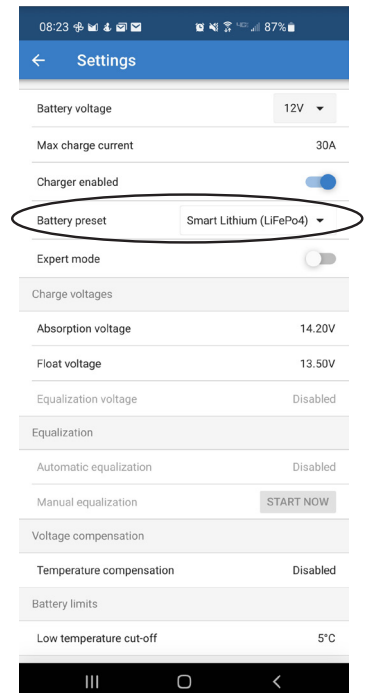 08:23 87%
Settings
Battery voltage 12V
Max charge current 30A
Charger enabled
Battery preset Smart Lithium (LiFePo4)
Expert mode
Charge voltages
Absorption voltage 14.20V
Float voltage 13.50V
Equalization voltage Disabled
Equalization
Automatic equalization Disabled
Manual equalization START NOW
Voltage compensation
Temperature compensation Disabled
Battery limits
Low temperature cut-off 5°C